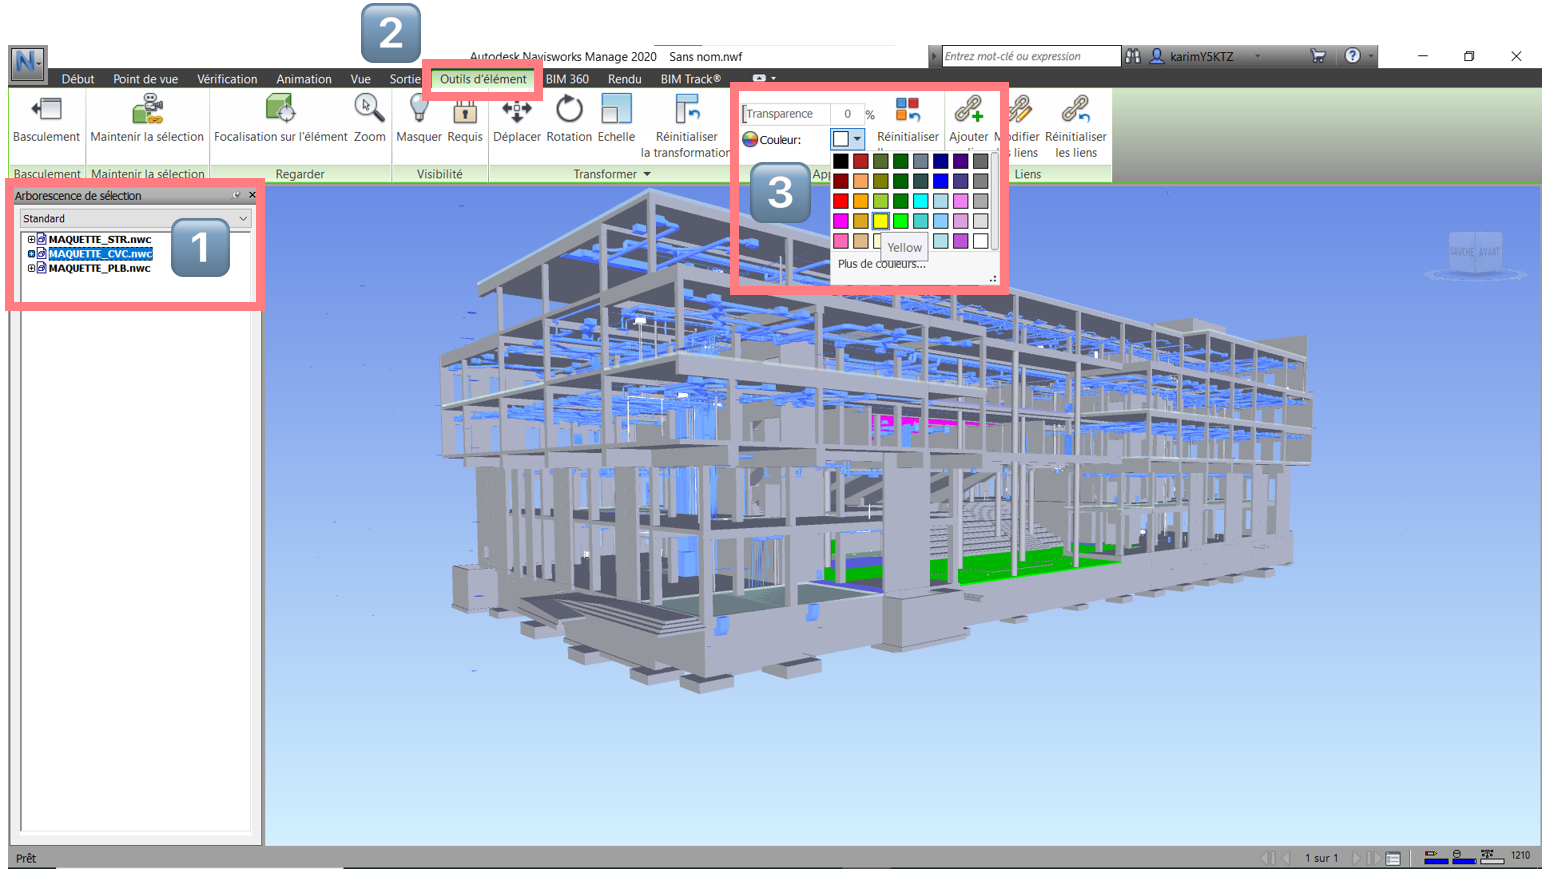 2
Autodesk Navisworks Manage 2020 Sans nom.nwf
Entrez mot-clé ou expression
karimY5KTZ
Début Point de vue Vérification Animation Vue Sortie Outils d'élément BIM 360 Rendu BIM Track®
Transparence 0 %
Couleur:
Basculement Maintenir la sélection Focalisation sur l'élément Zoom Masquer Requis Déplacer Rotation Echelle Réinitialiser la transformation Réinitialiser Ajouter Modifier les liens Réinitialiser les liens
Basculement Maintenir la sélection Regarder Visibilité Transformer App Liens
3
Yellow
Plus de couleurs...
Arborescence de sélection
Standard
1
MAQUETTE_STR.nwc
MAQUETTE_CVC.nwc
MAQUETTE_PLB.nwc
GAUCHE AVANT
Prêt
1 sur 1
1210